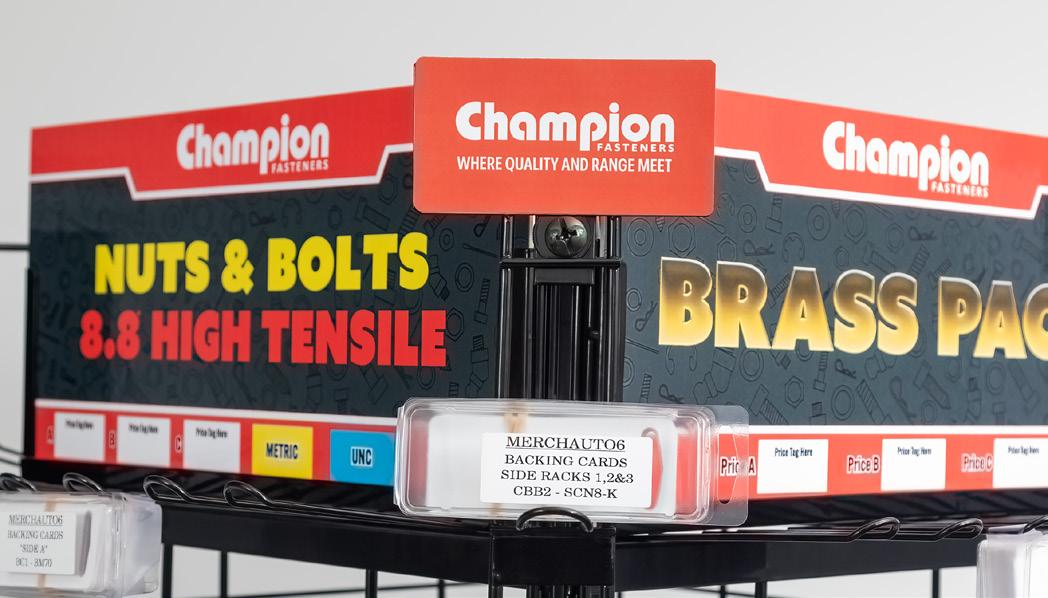 Champion
FASTENERS
WHERE QUALITY AND RANGE MEET
Champion
FASTENERS
NUTS & BOLTS
8.8 HIGH TENSILE
A
Price Tag Here
B
Price Tag Here
C
Price Tag Here
METRIC
UNC
Champion
FASTENERS
BRASS PAC
Price A
Price Tag Here
Price B
Price Tag Here
Price C
Price Tag Here
MERCHAUTO6
BACKING CARDS
SIDE RACKS 1,2&3
CBB2 - SCN8-K
MERCHAUTO6
BACKING CARDS
"SIDE A"
BC1 - BM70